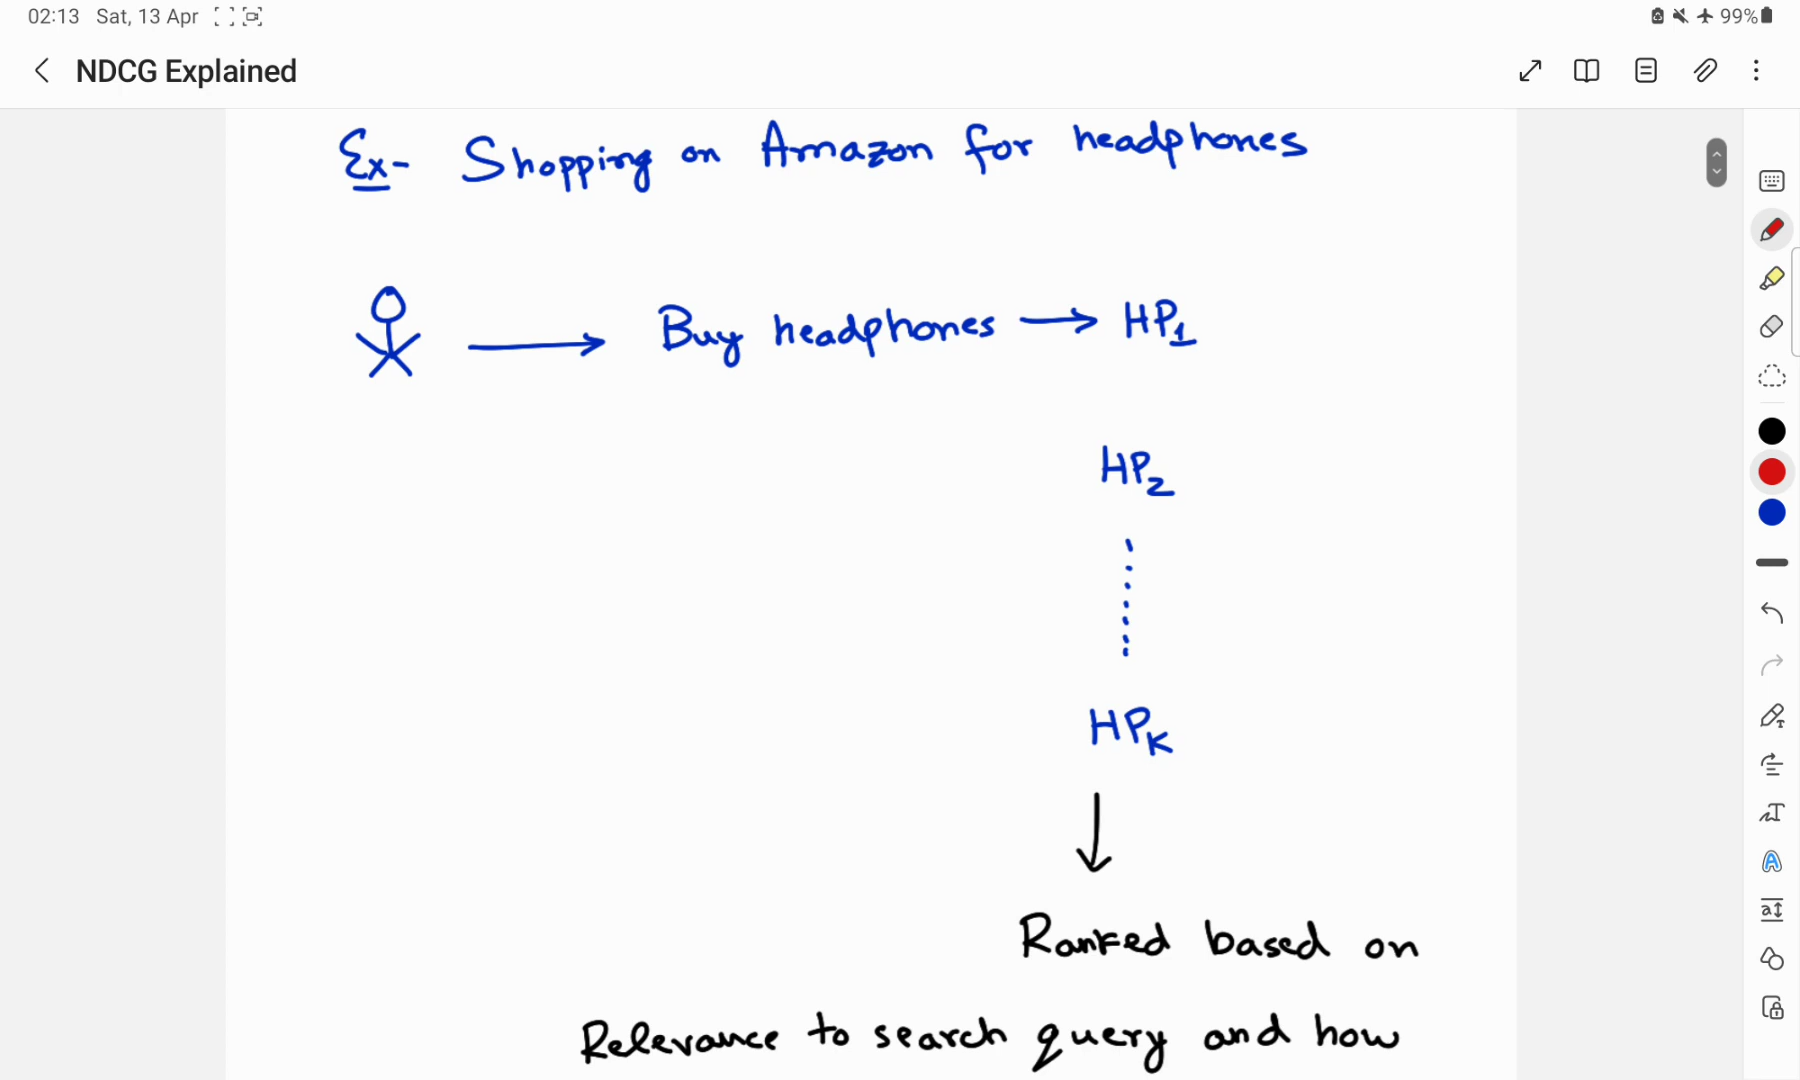 02:13 Sat, 13 Apr 99%
NDCG Explained
Ex- Shopping on Amazon for headphones
Buy headphones → HP1
HP2
HPK
Ranked based on
Relevance to search query and how